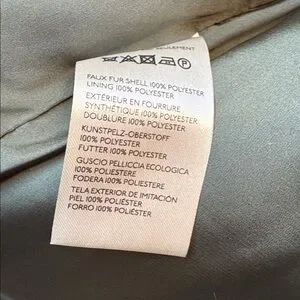 SEULEMENT
P
FAUX FUR SHELL 100% POLYESTER
LINING 100% POLYESTER
EXTÉRIEUR EN FOURRURE
SYNTHÉTIQUE 100% POLYESTER
DOUBLURE 100% POLYESTER
KUNSTPELZ-OBERSTOFF
100% POLYESTER
FUTTER 100% POLYESTER
GUSCIO PELLICCIA ECOLOGICA
100% POLIESTERE
FODERA 100% POLIESTERE
TELA EXTERIOR DE IMITACIÓN
PIEL 100% POLIÉSTER
FORRO 100% POLIÉSTER